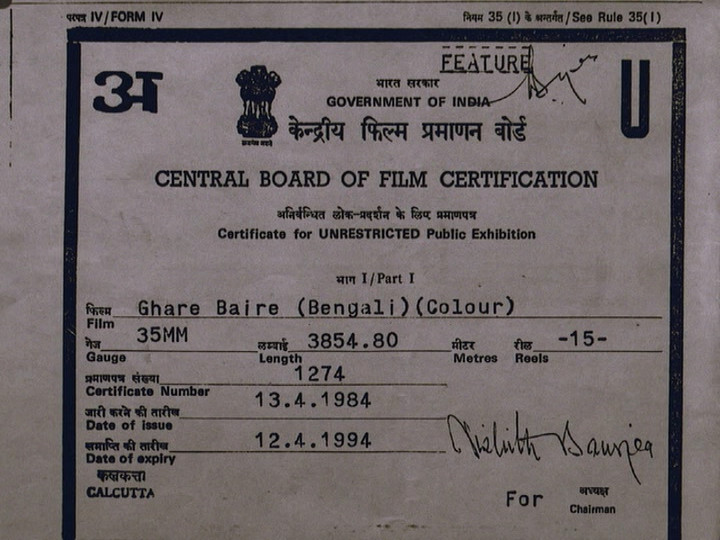 प्रपत्र IV/FORM IV
नियम 35 (1) के अन्तर्गत/See Rule 35(1)
FEATURE
अ
U
भारत सरकार
GOVERNMENT OF INDIA
केन्द्रीय फिल्म प्रमाणन बोर्ड
CENTRAL BOARD OF FILM CERTIFICATION
अनिर्बन्धित लोक-प्रदर्शन के लिए प्रमाणपत्र
Certificate for UNRESTRICTED Public Exhibition
भाग I/Part I
फिल्म Ghare Baire (Bengali)(Colour)
Film
गेज 35MM लम्बाई 3854.80 मीटर रील -15-
Gauge Length Metres Reels
प्रमाणपत्र संख्या 1274
Certificate Number
जारी करने की तारीख 13.4.1984
Date of issue
समाप्ति की तारीख 12.4.1994
Date of expiry
Nishith Banerjea
कलकत्ता
CALCUTTA
For अध्यक्ष
Chairman